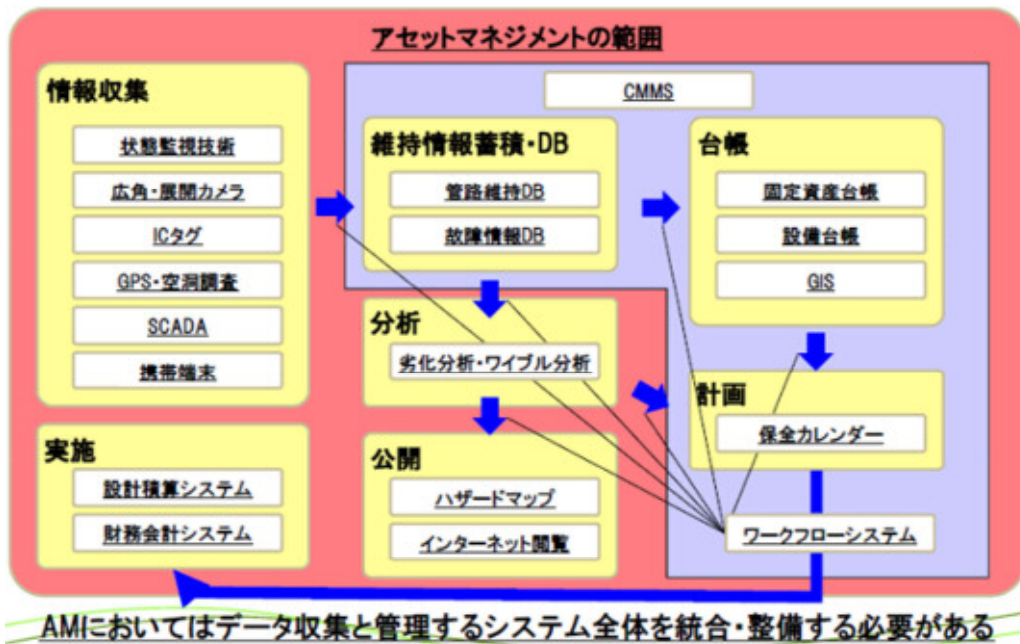 アセットマネジメントの範囲
情報収集
状態監視技術
広角・展開カメラ
ICタグ
GPS・空洞調査
SCADA
携帯端末
実施
設計積算システム
財務会計システム
CMMS
維持情報蓄積・DB
管路維持DB
故障情報DB
分析
劣化分析・ワイブル分析
公開
ハザードマップ
インターネット閲覧
台帳
固定資産台帳
設備台帳
GIS
計画
保全カレンダー
ワークフローシステム
AMにおいてはデータ収集と管理するシステム全体を統合・整備する必要がある